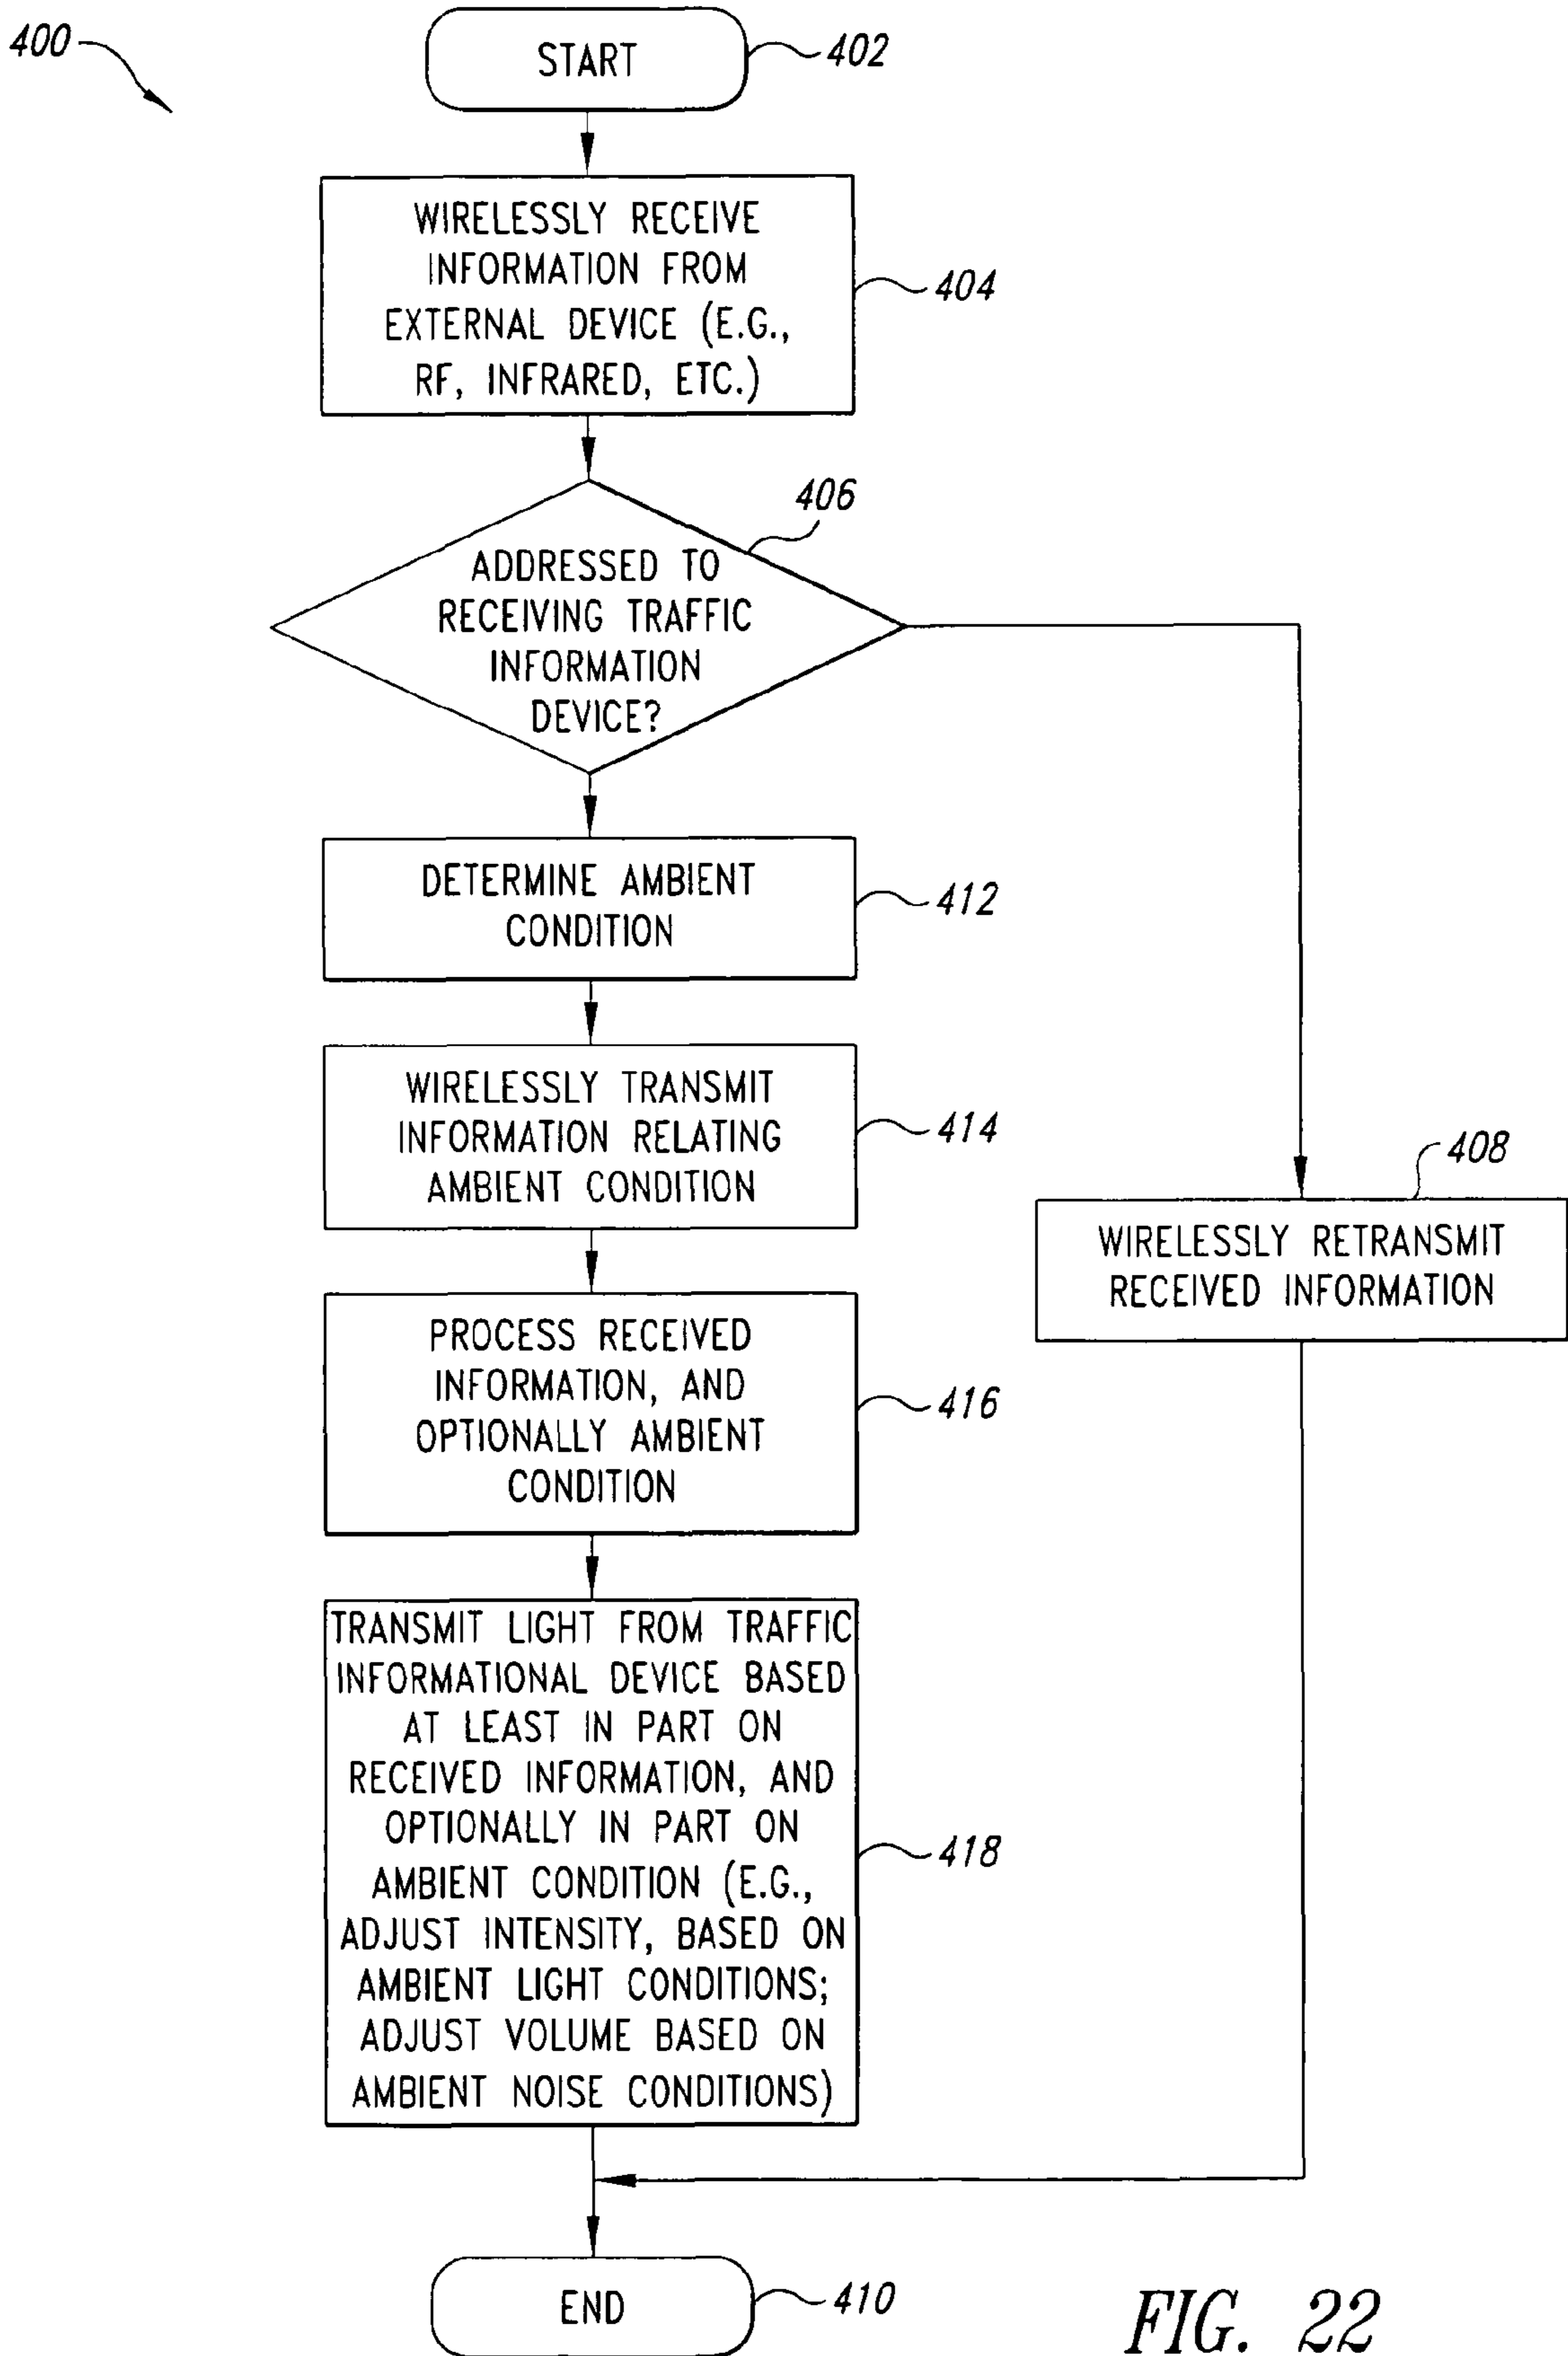 400
START
402
WIRELESSLY RECEIVE
INFORMATION FROM
EXTERNAL DEVICE (E.G.,
RF, INFRARED, ETC.)
404
406
ADDRESSED TO
RECEIVING TRAFFIC
INFORMATION
DEVICE?
DETERMINE AMBIENT
CONDITION
412
WIRELESSLY TRANSMIT
INFORMATION RELATING
AMBIENT CONDITION
414
408
WIRELESSLY RETRANSMIT
RECEIVED INFORMATION
PROCESS RECEIVED
INFORMATION, AND
OPTIONALLY AMBIENT
CONDITION
416
TRANSMIT LIGHT FROM TRAFFIC
INFORMATIONAL DEVICE BASED
AT LEAST IN PART ON
RECEIVED INFORMATION, AND
OPTIONALLY IN PART ON
AMBIENT CONDITION (E.G.,
ADJUST INTENSITY, BASED ON
AMBIENT LIGHT CONDITIONS;
ADJUST VOLUME BASED ON
AMBIENT NOISE CONDITIONS)
418
END
410
FIG. 22